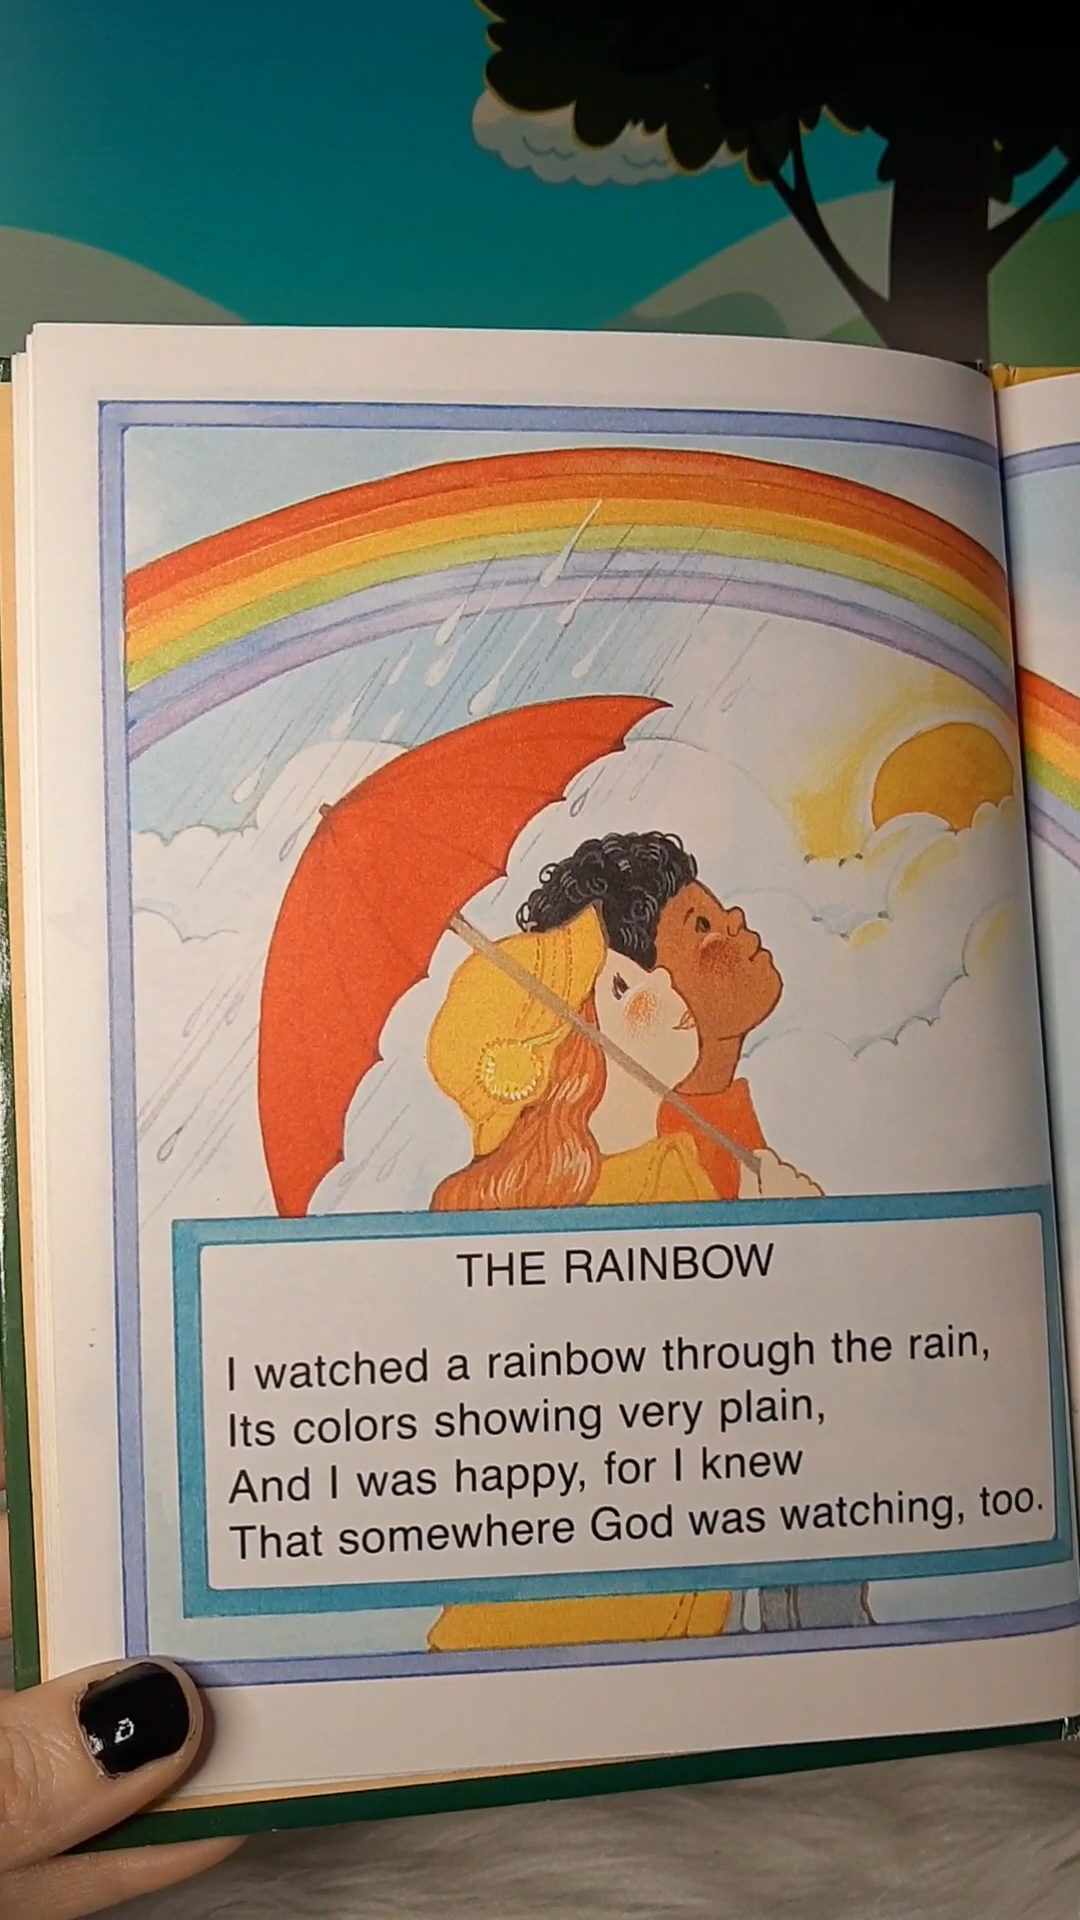 THE RAINBOW
I watched a rainbow through the rain,
Its colors showing very plain,
And I was happy, for I knew
That somewhere God was watching, too.